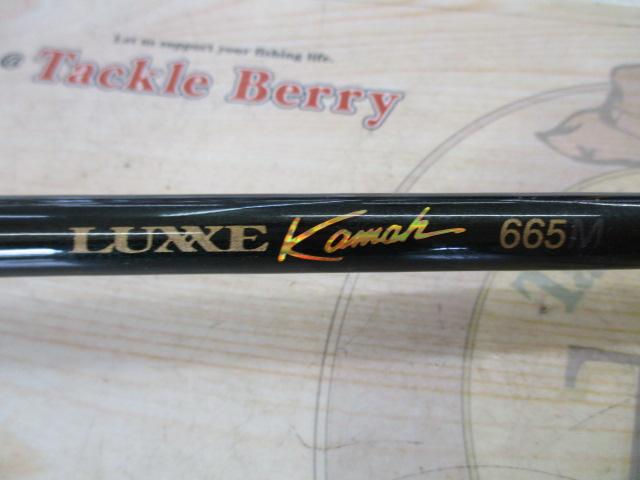 Let us support your fishing life.
@ Tackle Berry
LUXXE Kamah 665M